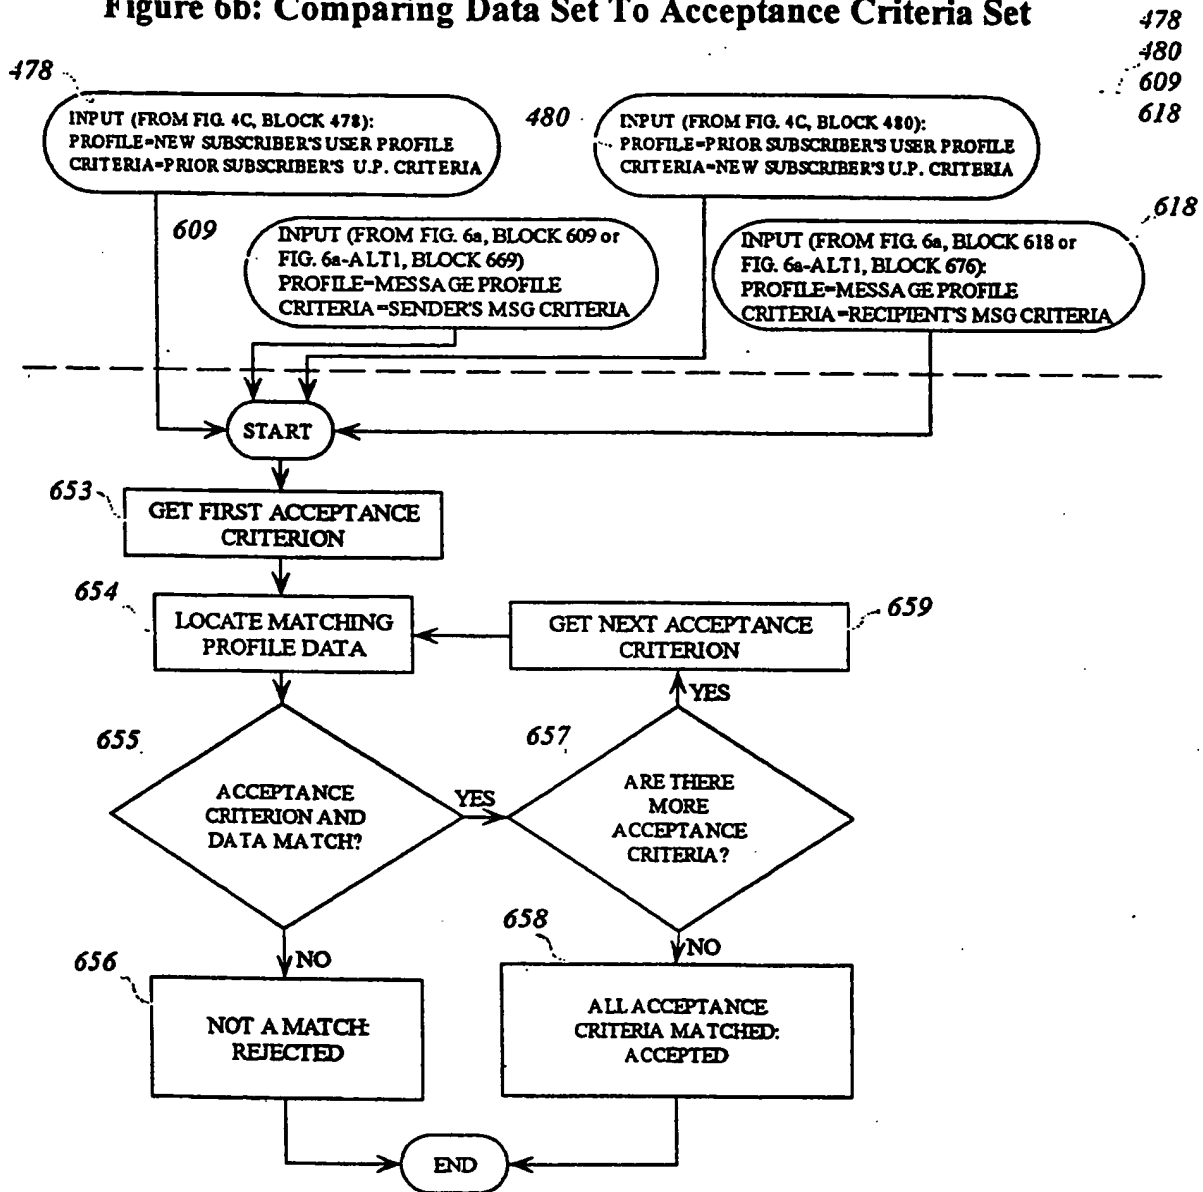 Figure 6b: Comparing Data Set To Acceptance Criteria Set
478
480
609
618
478
INPUT (FROM FIG. 4C, BLOCK 478):
PROFILE=NEW SUBSCRIBER'S USER PROFILE
CRITERIA=PRIOR SUBSCRIBER'S U.P. CRITERIA
480
INPUT (FROM FIG. 4C, BLOCK 480):
PROFILE=PRIOR SUBSCRIBER'S USER PROFILE
CRITERIA=NEW SUBSCRIBER'S U.P. CRITERIA
609
INPUT (FROM FIG. 6a, BLOCK 609 or
FIG. 6a-ALT1, BLOCK 669)
PROFILE=MESSAGE PROFILE
CRITERIA=SENDER'S MSG CRITERIA
618
INPUT (FROM FIG. 6a, BLOCK 618 or
FIG. 6a-ALT1, BLOCK 676):
PROFILE=MESSAGE PROFILE
CRITERIA=RECIPIENT'S MSG CRITERIA
START
653
GET FIRST ACCEPTANCE
CRITERION
654
LOCATE MATCHING
PROFILE DATA
GET NEXT ACCEPTANCE
CRITERION
659
YES
655
ACCEPTANCE
CRITERION AND
DATA MATCH?
YES
657
ARE THERE
MORE
ACCEPTANCE
CRITERIA?
NO
656
NOT A MATCH:
REJECTED
NO
658
ALL ACCEPTANCE
CRITERIA MATCHED:
ACCEPTED
END